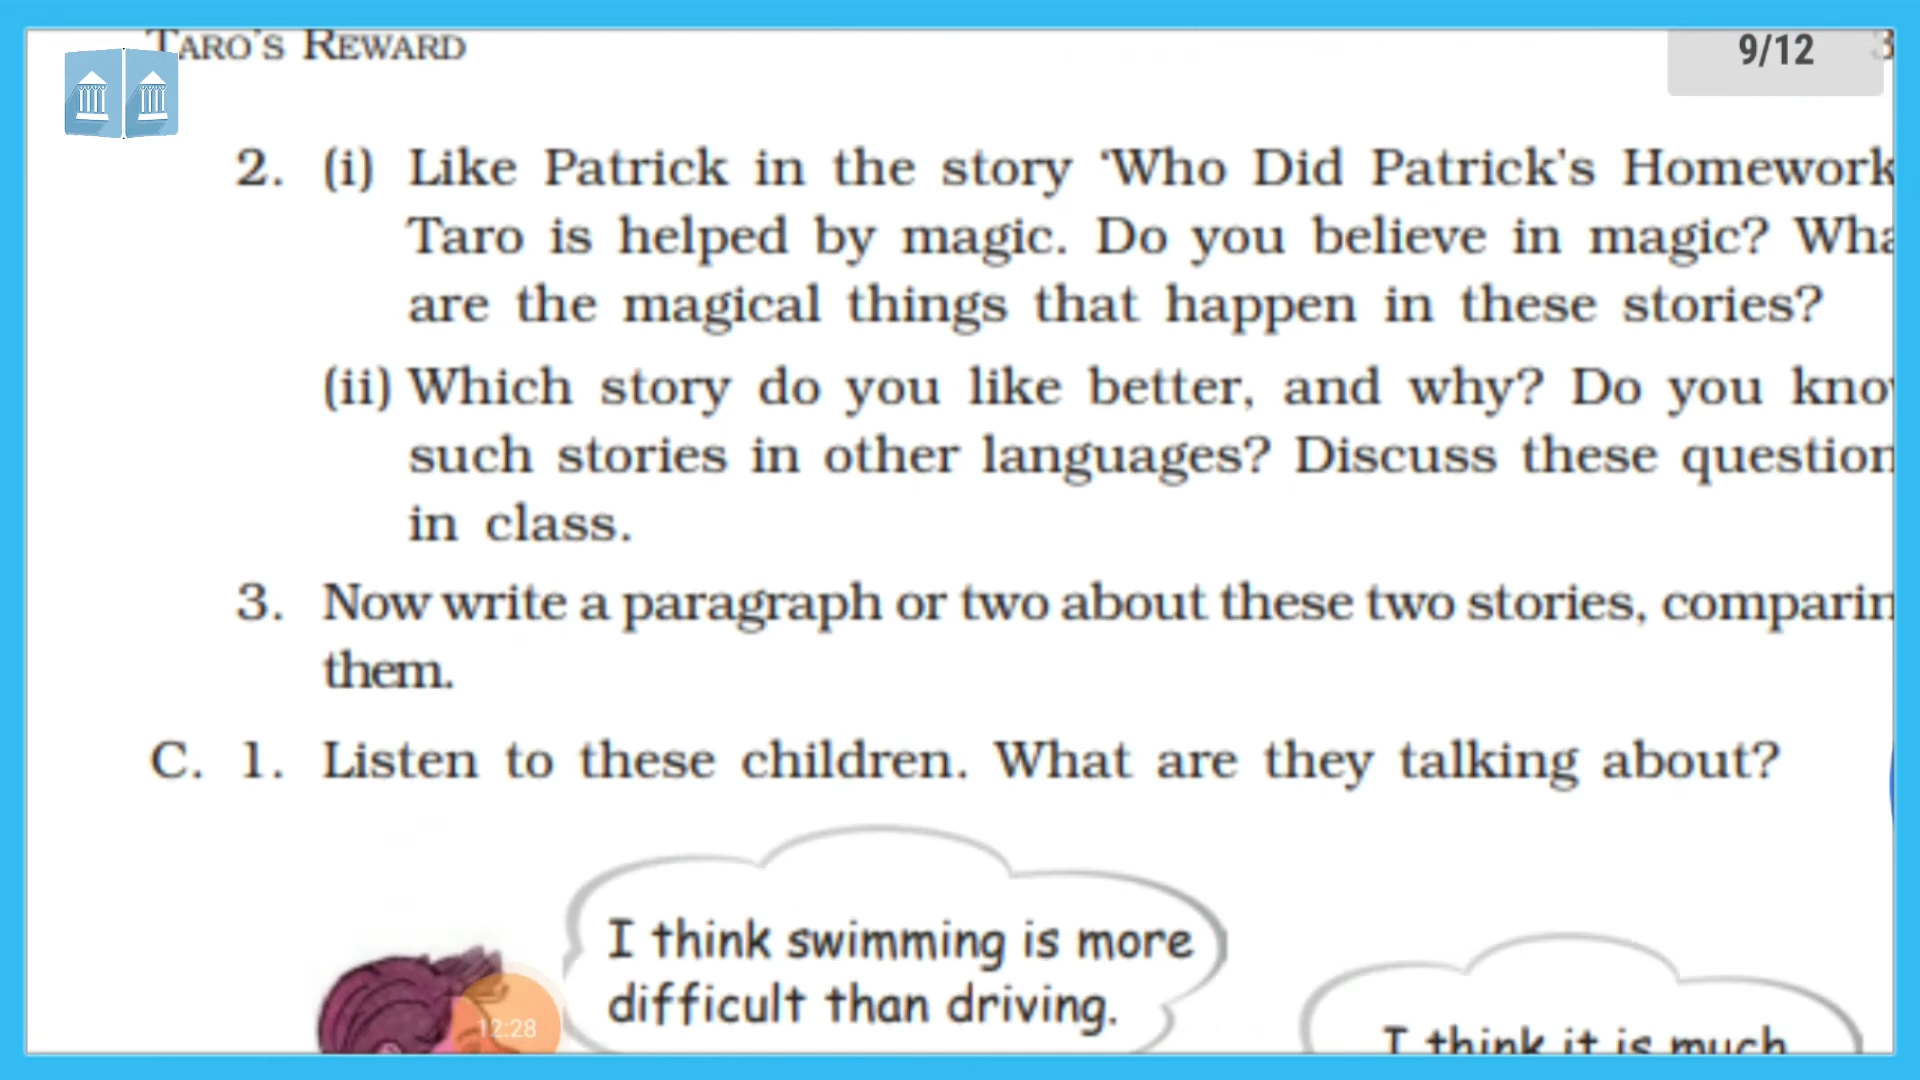 TARO'S REWARD
9/12
2. (i) Like Patrick in the story ‘Who Did Patrick's Homework
Taro is helped by magic. Do you believe in magic? Wha
are the magical things that happen in these stories?
(ii) Which story do you like better, and why? Do you kno
such stories in other languages? Discuss these question
in class.
3. Now write a paragraph or two about these two stories, comparin
them.
C. 1. Listen to these children. What are they talking about?
I think swimming is more
difficult than driving.
I think it is much
12:28